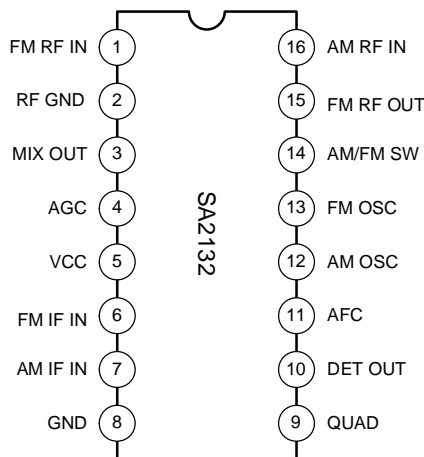 FM RF IN 1 16 AM RF IN
RF GND 2 15 FM RF OUT
MIX OUT 3 14 AM/FM SW
AGC 4 13 FM OSC
VCC 5 12 AM OSC
FM IF IN 6 11 AFC
AM IF IN 7 10 DET OUT
GND 8 9 QUAD
SA2132